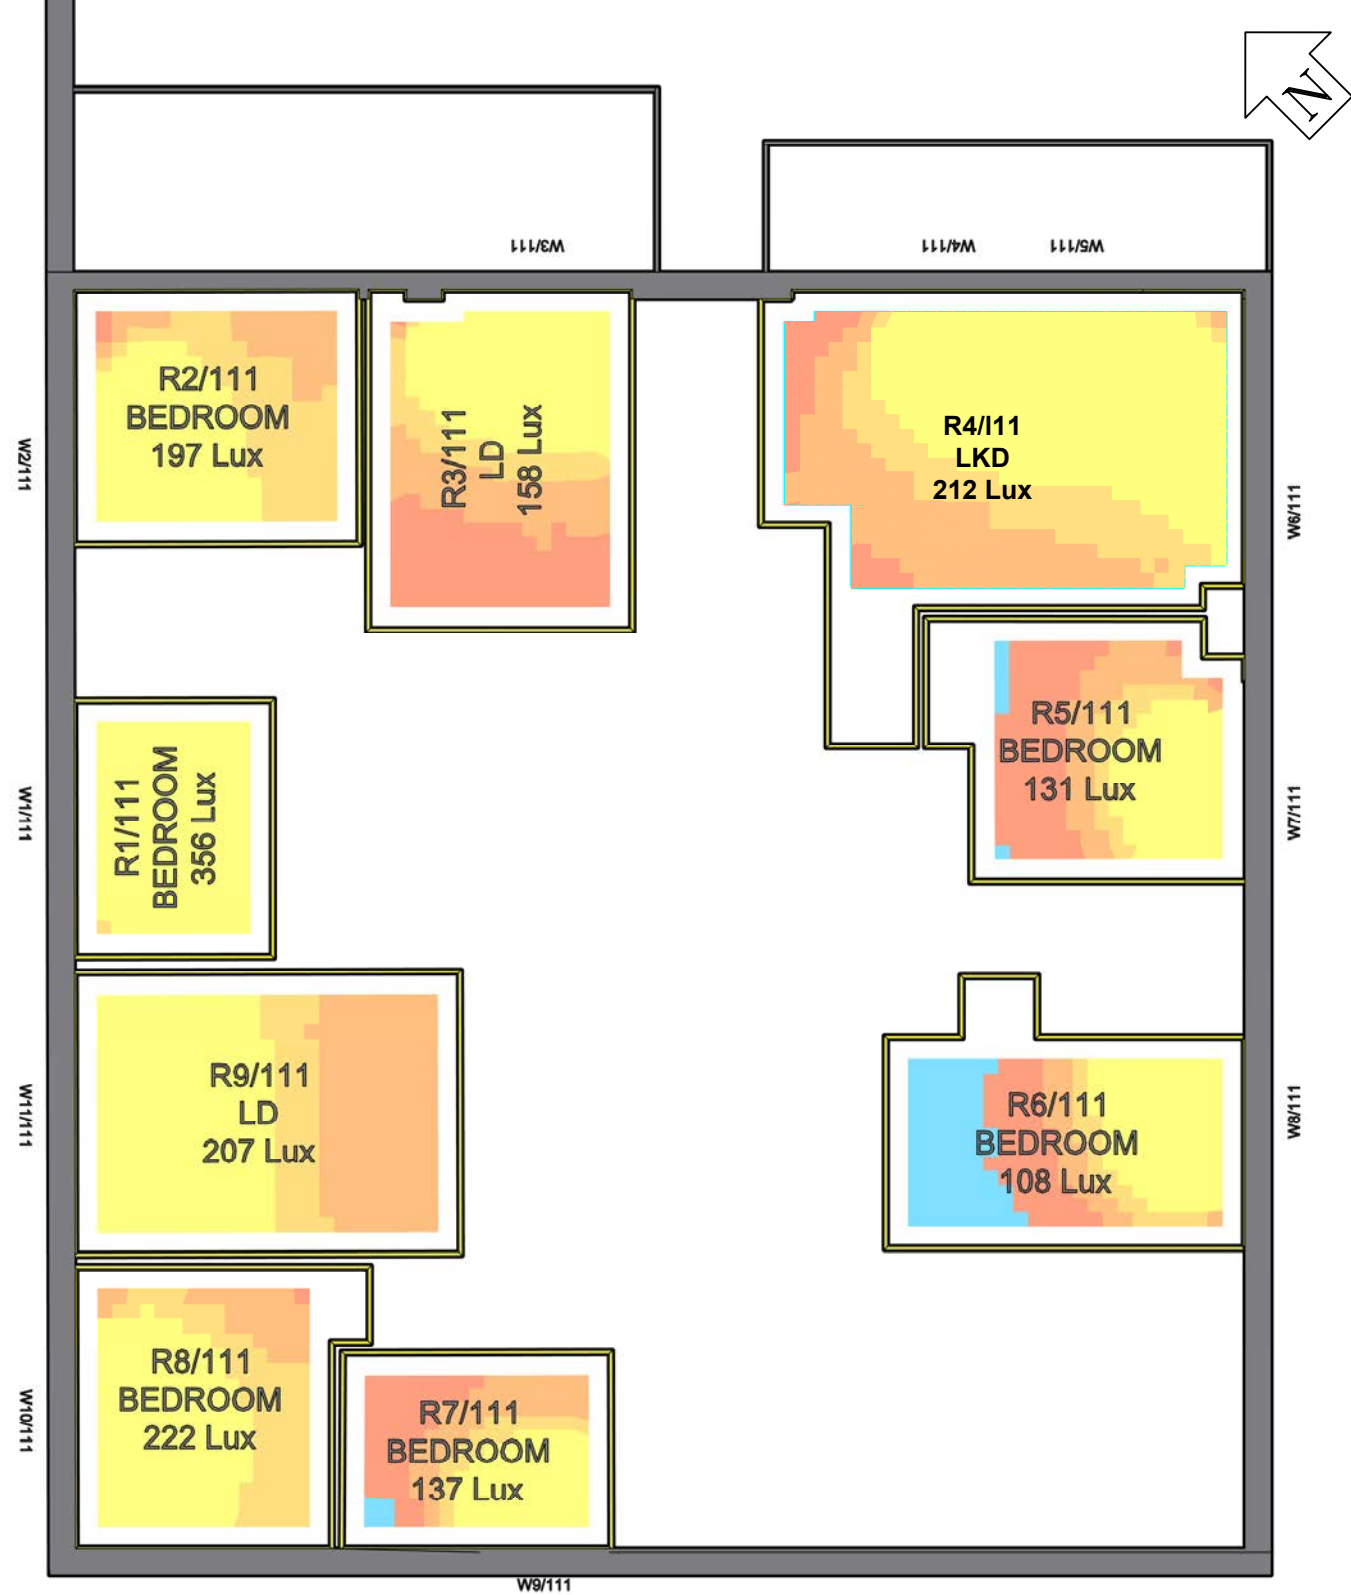 N
W3/111
W4/111
W5/111
R2/111
BEDROOM
197 Lux
R3/111
LD
158 Lux
R4/I11
LKD
212 Lux
W2/111
W6/111
R5/111
BEDROOM
131 Lux
R1/111
BEDROOM
356 Lux
W1/111
W7/111
R9/111
LD
207 Lux
R6/111
BEDROOM
108 Lux
W11/111
W8/111
R8/111
BEDROOM
222 Lux
R7/111
BEDROOM
137 Lux
W10/111
W9/111